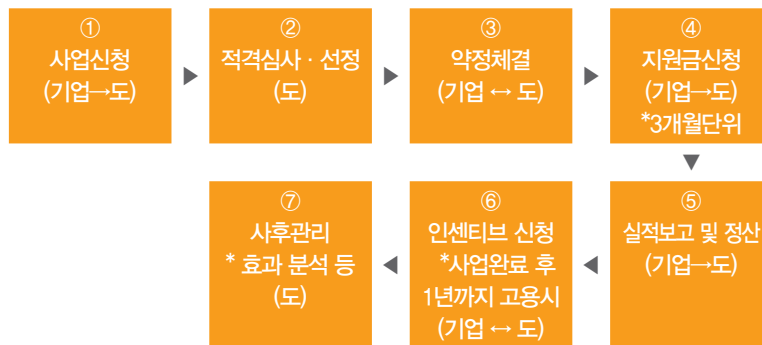 ①
사업신청
(기업→도)
②
적격심사 · 선정
(도)
③
약정체결
(기업 ↔ 도)
④
지원금신청
(기업→도)
*3개월단위
⑤
실적보고 및 정산
(기업→도)
⑥
인센티브 신청
*사업완료 후
1년까지 고용시
(기업 ↔ 도)
⑦
사후관리
* 효과 분석 등
(도)